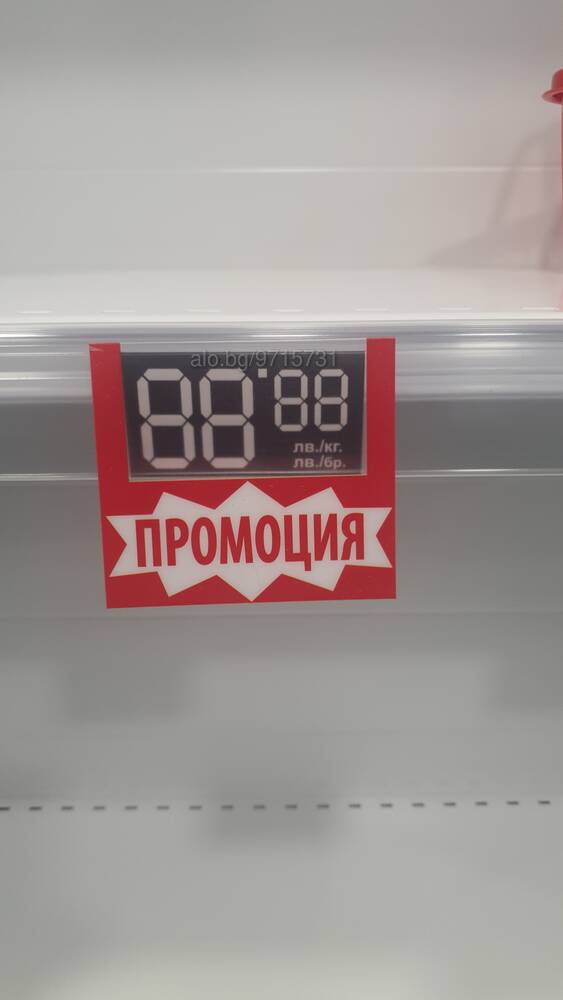 alo.bg/9715731
88.88
лв./кг.
лв./бр.
ПРОМОЦИЯ